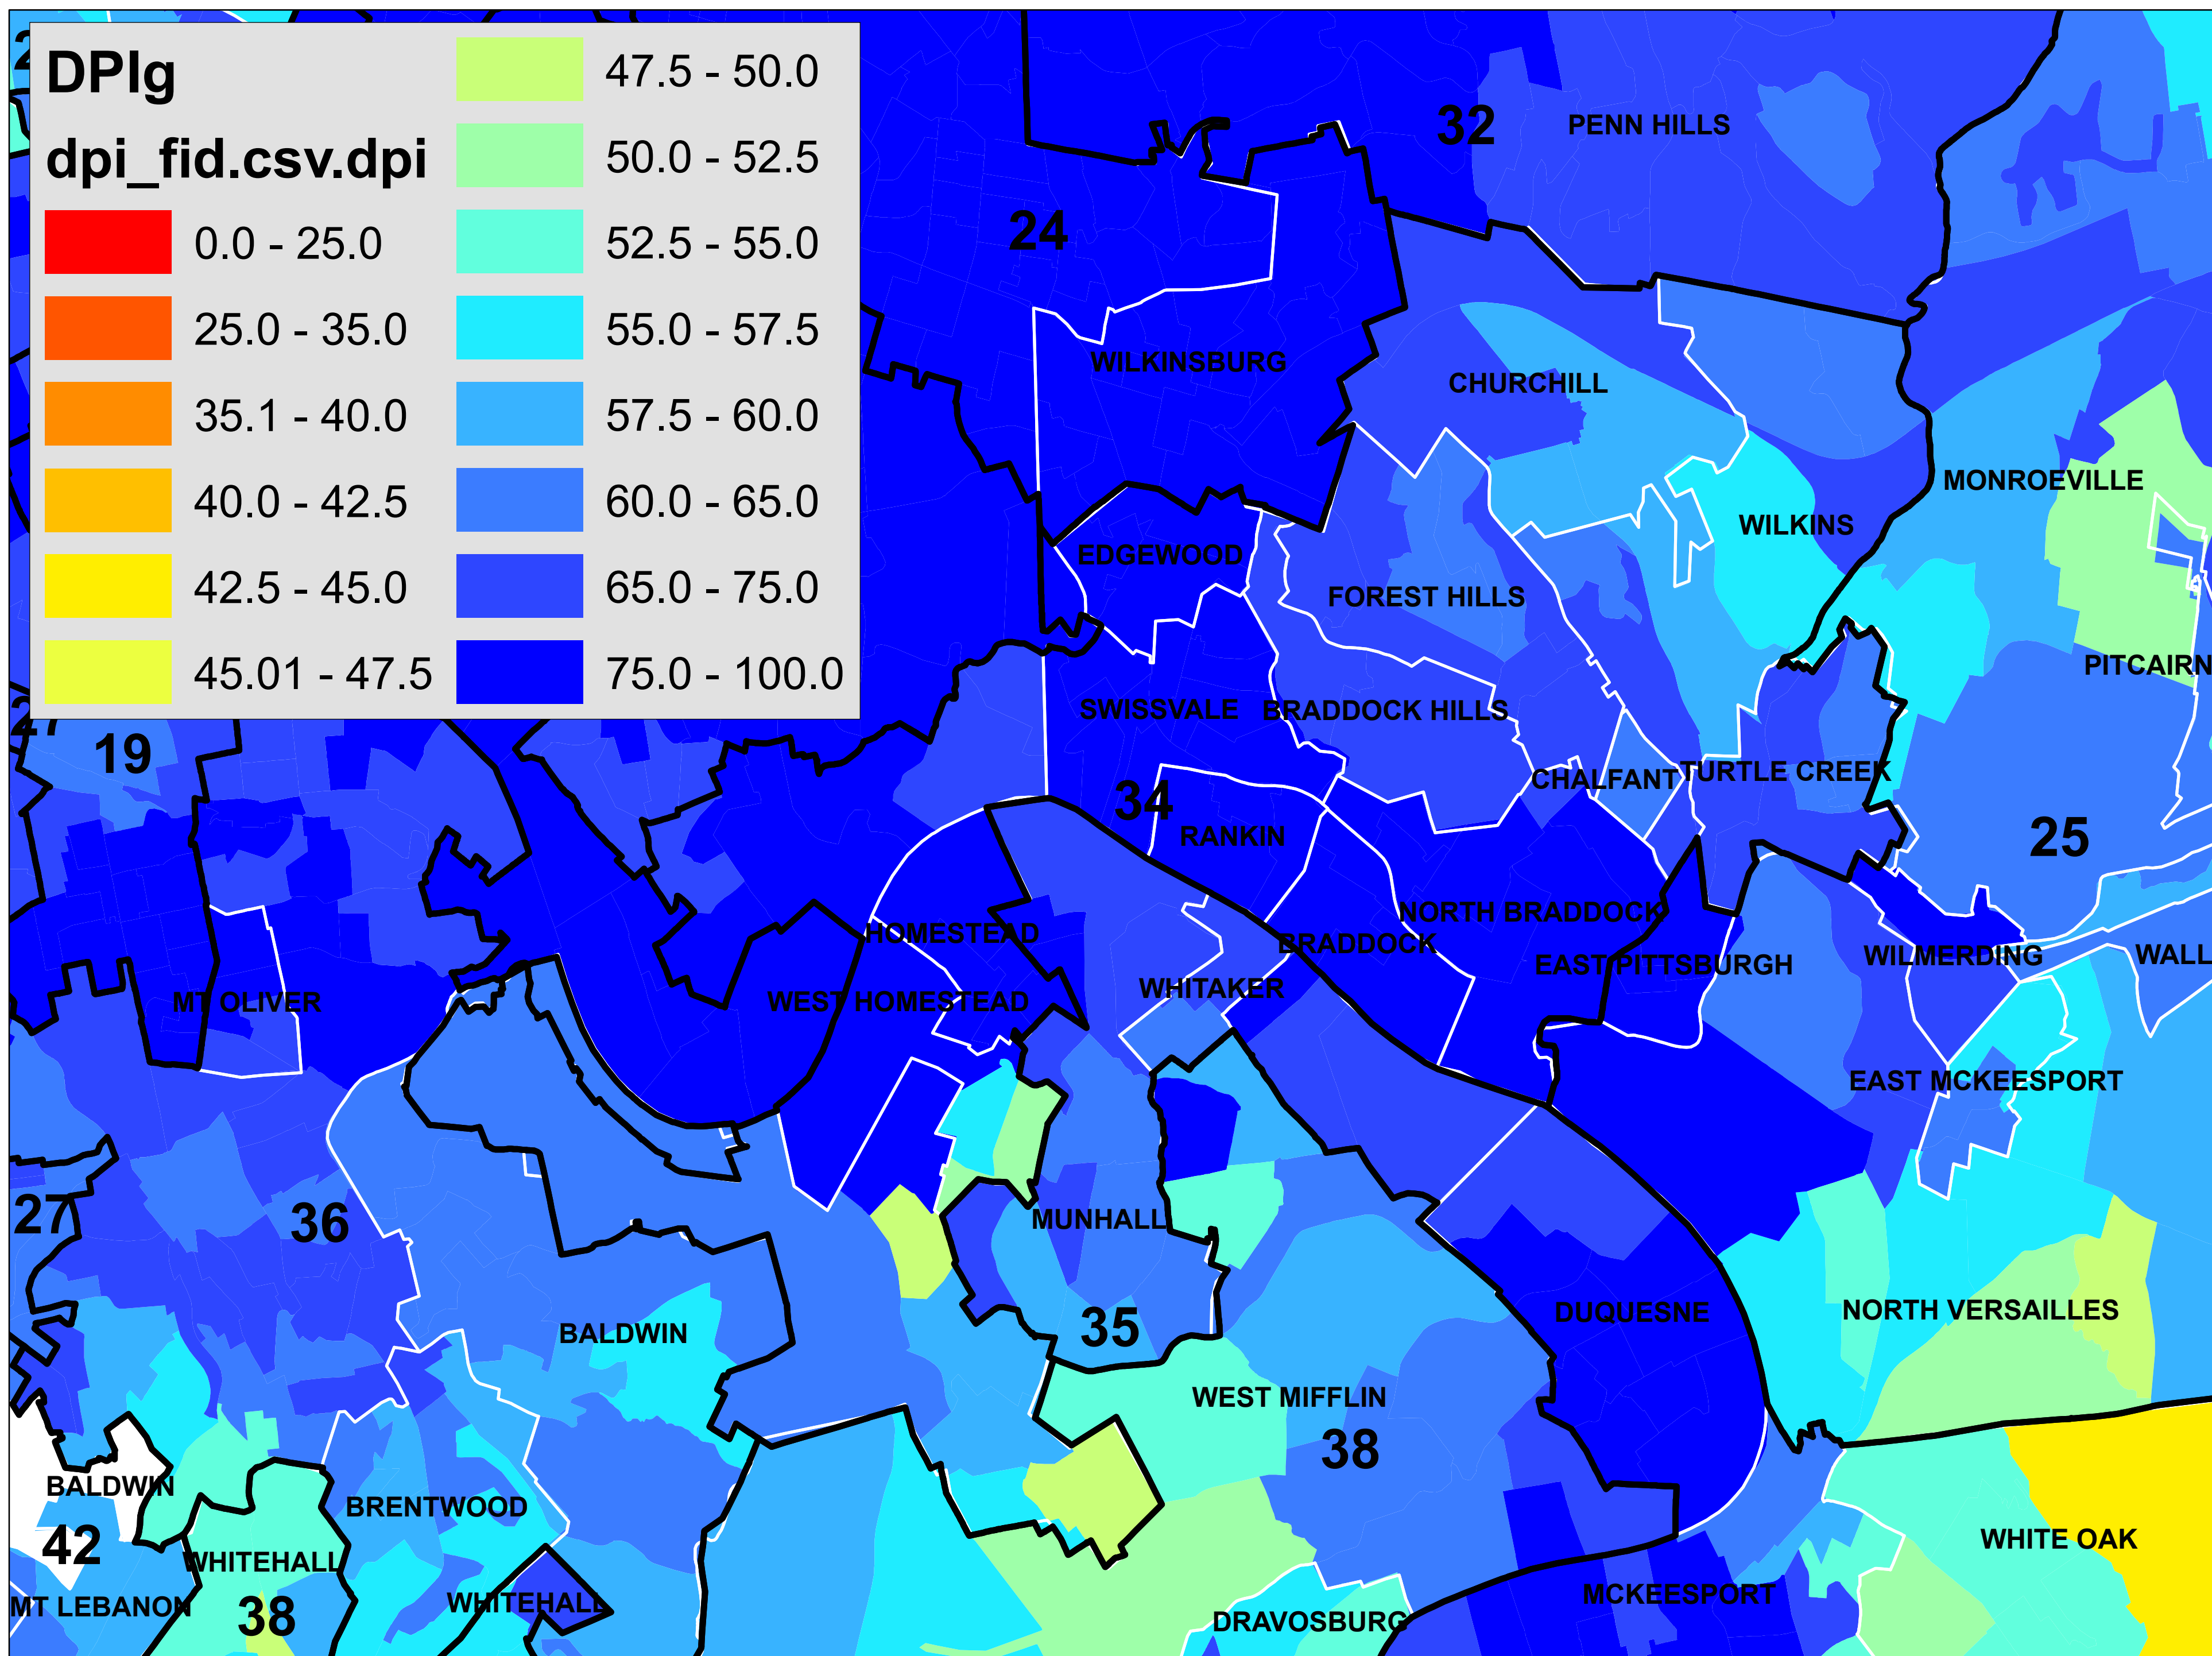 DPIg
dpi_fid.csv.dpi
0.0 - 25.0
25.0 - 35.0
35.1 - 40.0
40.0 - 42.5
42.5 - 45.0
45.01 - 47.5
47.5 - 50.0
50.0 - 52.5
52.5 - 55.0
55.0 - 57.5
57.5 - 60.0
60.0 - 65.0
65.0 - 75.0
75.0 - 100.0
32
PENN HILLS
24
WILKINSBURG
CHURCHILL
MONROEVILLE
WILKINS
EDGEWOOD
FOREST HILLS
PITCAIRN
SWISSVALE
BRADDOCK HILLS
27
19
CHALFANT
TURTLE CREEK
34
RANKIN
25
NORTH BRADDOCK
HOMESTEAD
BRADDOCK
EAST PITTSBURGH
WILMERDING
WALL
MT OLIVER
WEST HOMESTEAD
WHITAKER
EAST MCKEESPORT
27
36
MUNHALL
35
BALDWIN
DUQUESNE
NORTH VERSAILLES
WEST MIFFLIN
38
BALDWIN
BRENTWOOD
42
WHITEHALL
WHITE OAK
MT LEBANON
38
WHITEHALL
DRAVOSBURG
MCKEESPORT